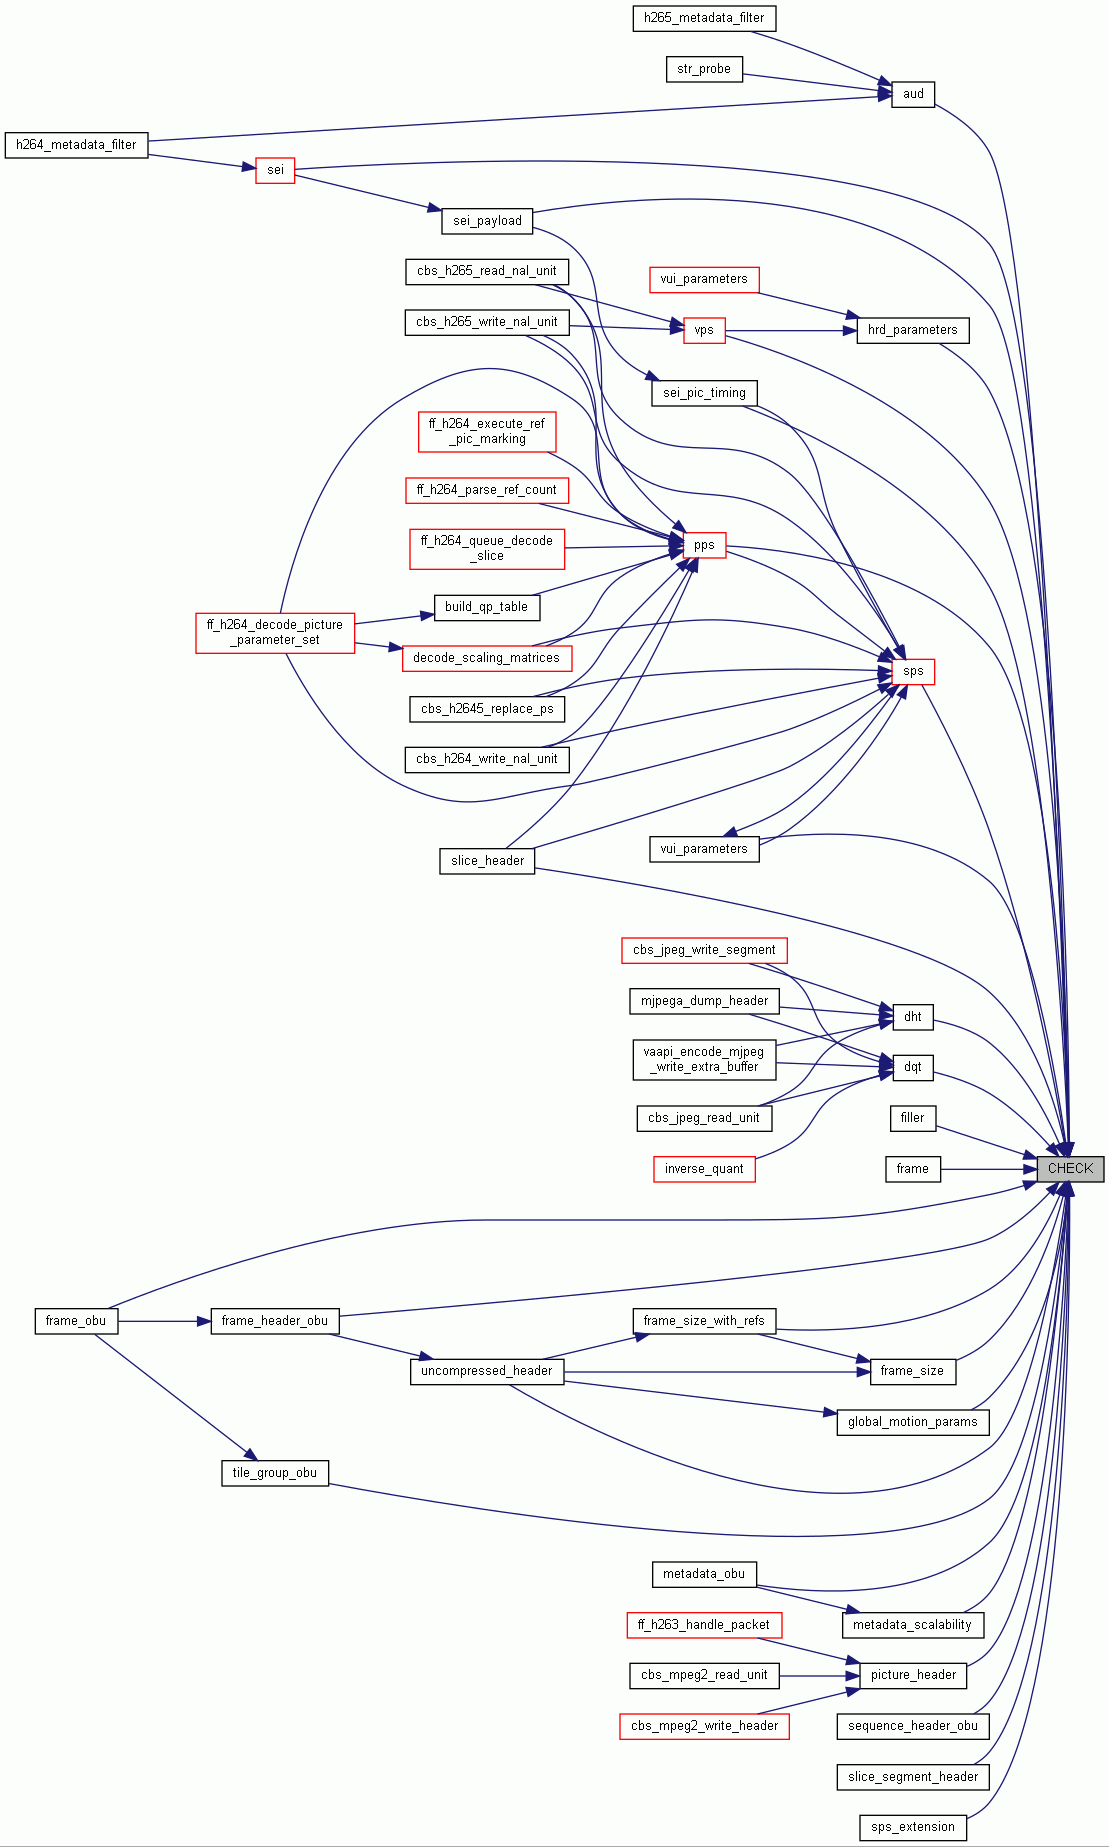 h265_metadata_filter
str_probe
aud
h264_metadata_filter
sei
sei_payload
cbs_h265_read_nal_unit
vui_parameters
cbs_h265_write_nal_unit
vps
hrd_parameters
sei_pic_timing
ff_h264_execute_ref
_pic_marking
ff_h264_parse_ref_count
ff_h264_queue_decode
_slice
pps
build_qp_table
ff_h264_decode_picture
_parameter_set
decode_scaling_matrices
sps
cbs_h2645_replace_ps
cbs_h264_write_nal_unit
vui_parameters
slice_header
cbs_jpeg_write_segment
mjpega_dump_header
dht
vaapi_encode_mjpeg
_write_extra_buffer
dqt
cbs_jpeg_read_unit
filler
inverse_quant
frame
CHECK
frame_obu
frame_header_obu
frame_size_with_refs
uncompressed_header
frame_size
global_motion_params
tile_group_obu
metadata_obu
metadata_scalability
ff_h263_handle_packet
cbs_mpeg2_read_unit
picture_header
cbs_mpeg2_write_header
sequence_header_obu
slice_segment_header
sps_extension